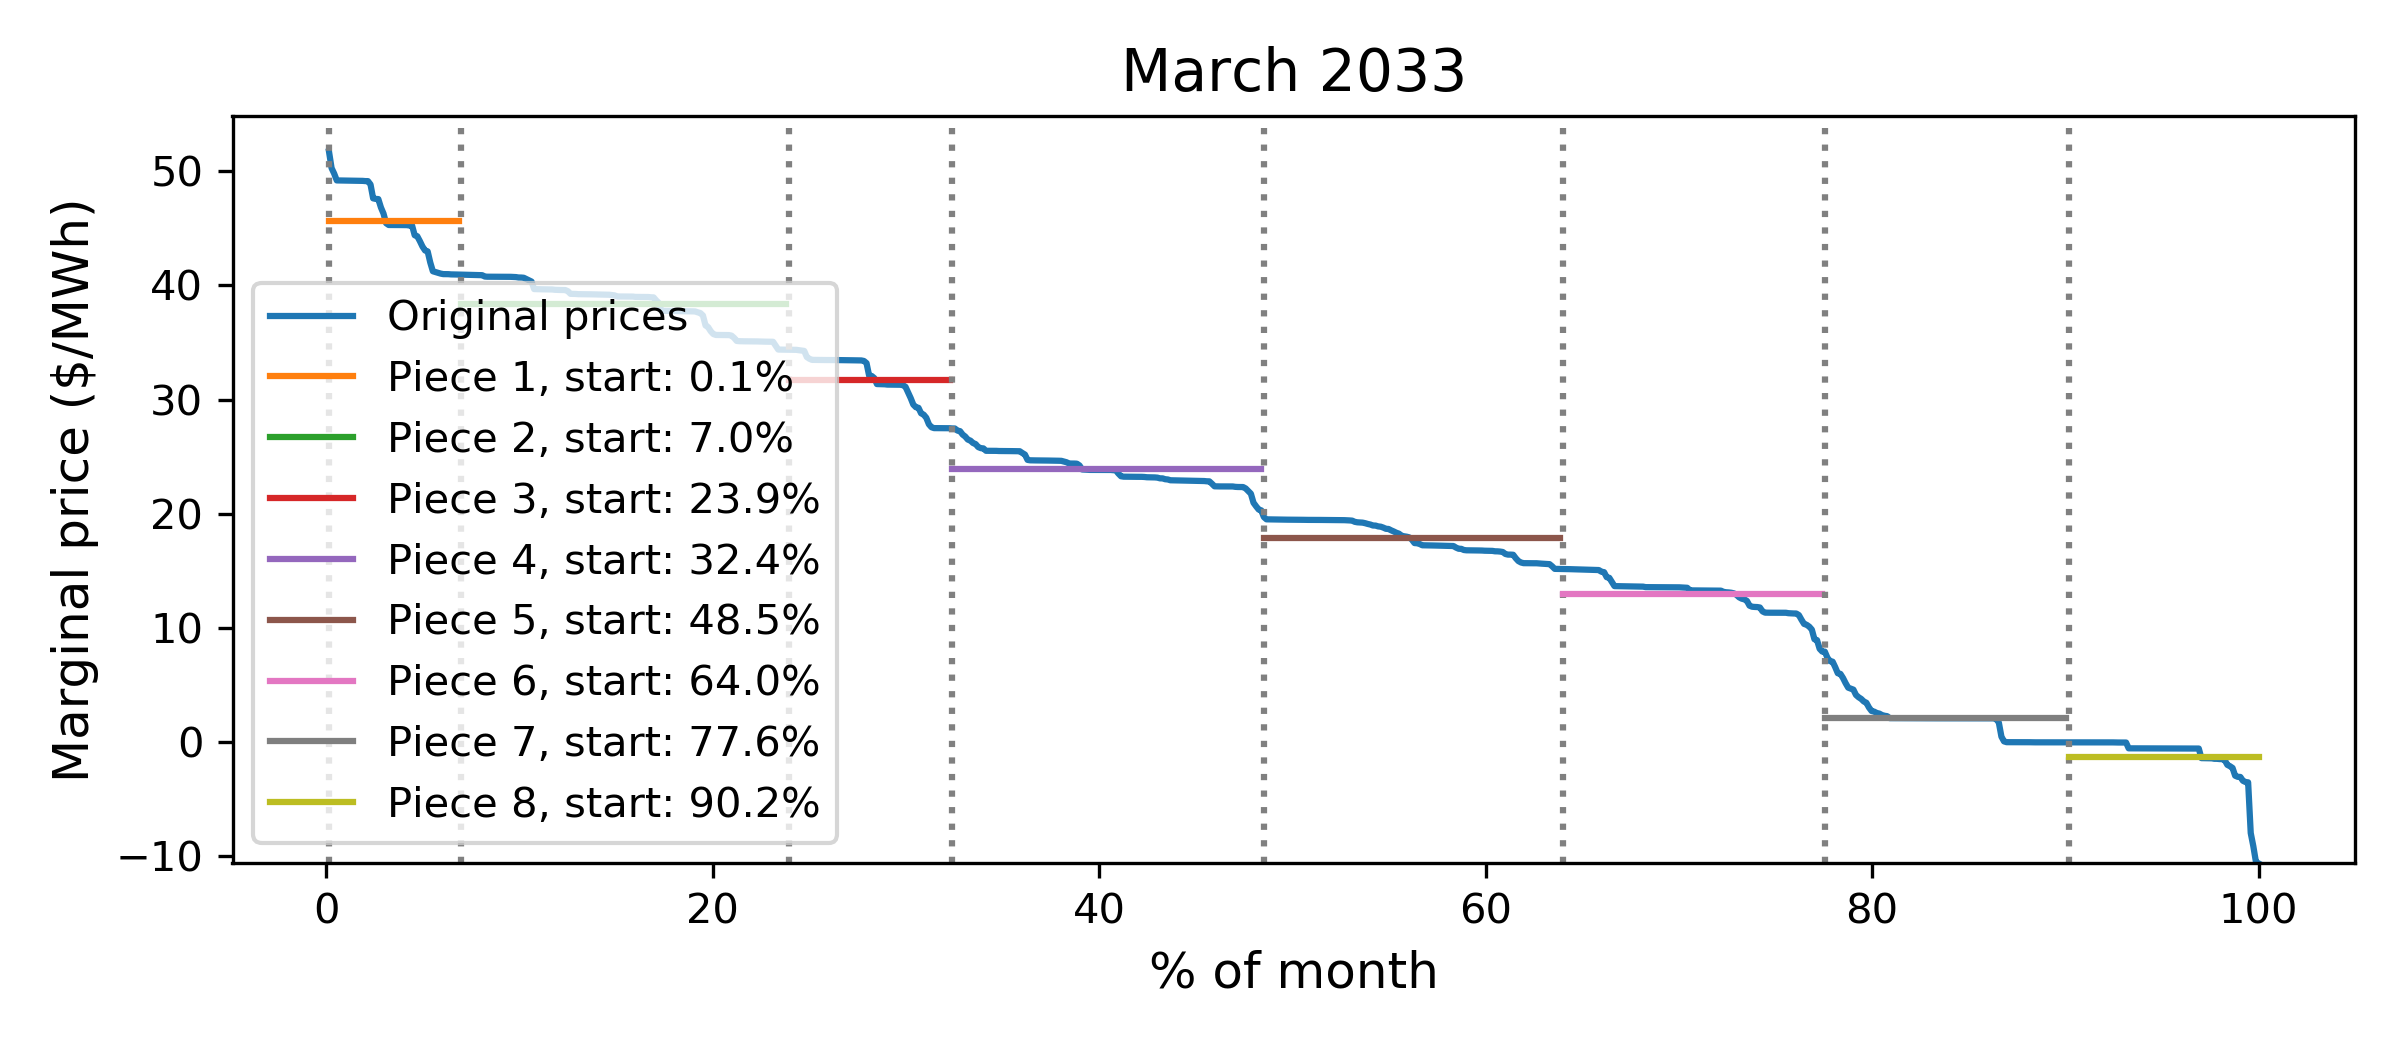 March 2033
Marginal price ($/MWh)
50
40
30
20
10
0
−10
Original prices
Piece 1, start: 0.1%
Piece 2, start: 7.0%
Piece 3, start: 23.9%
Piece 4, start: 32.4%
Piece 5, start: 48.5%
Piece 6, start: 64.0%
Piece 7, start: 77.6%
Piece 8, start: 90.2%
0 20 40 60 80 100
% of month